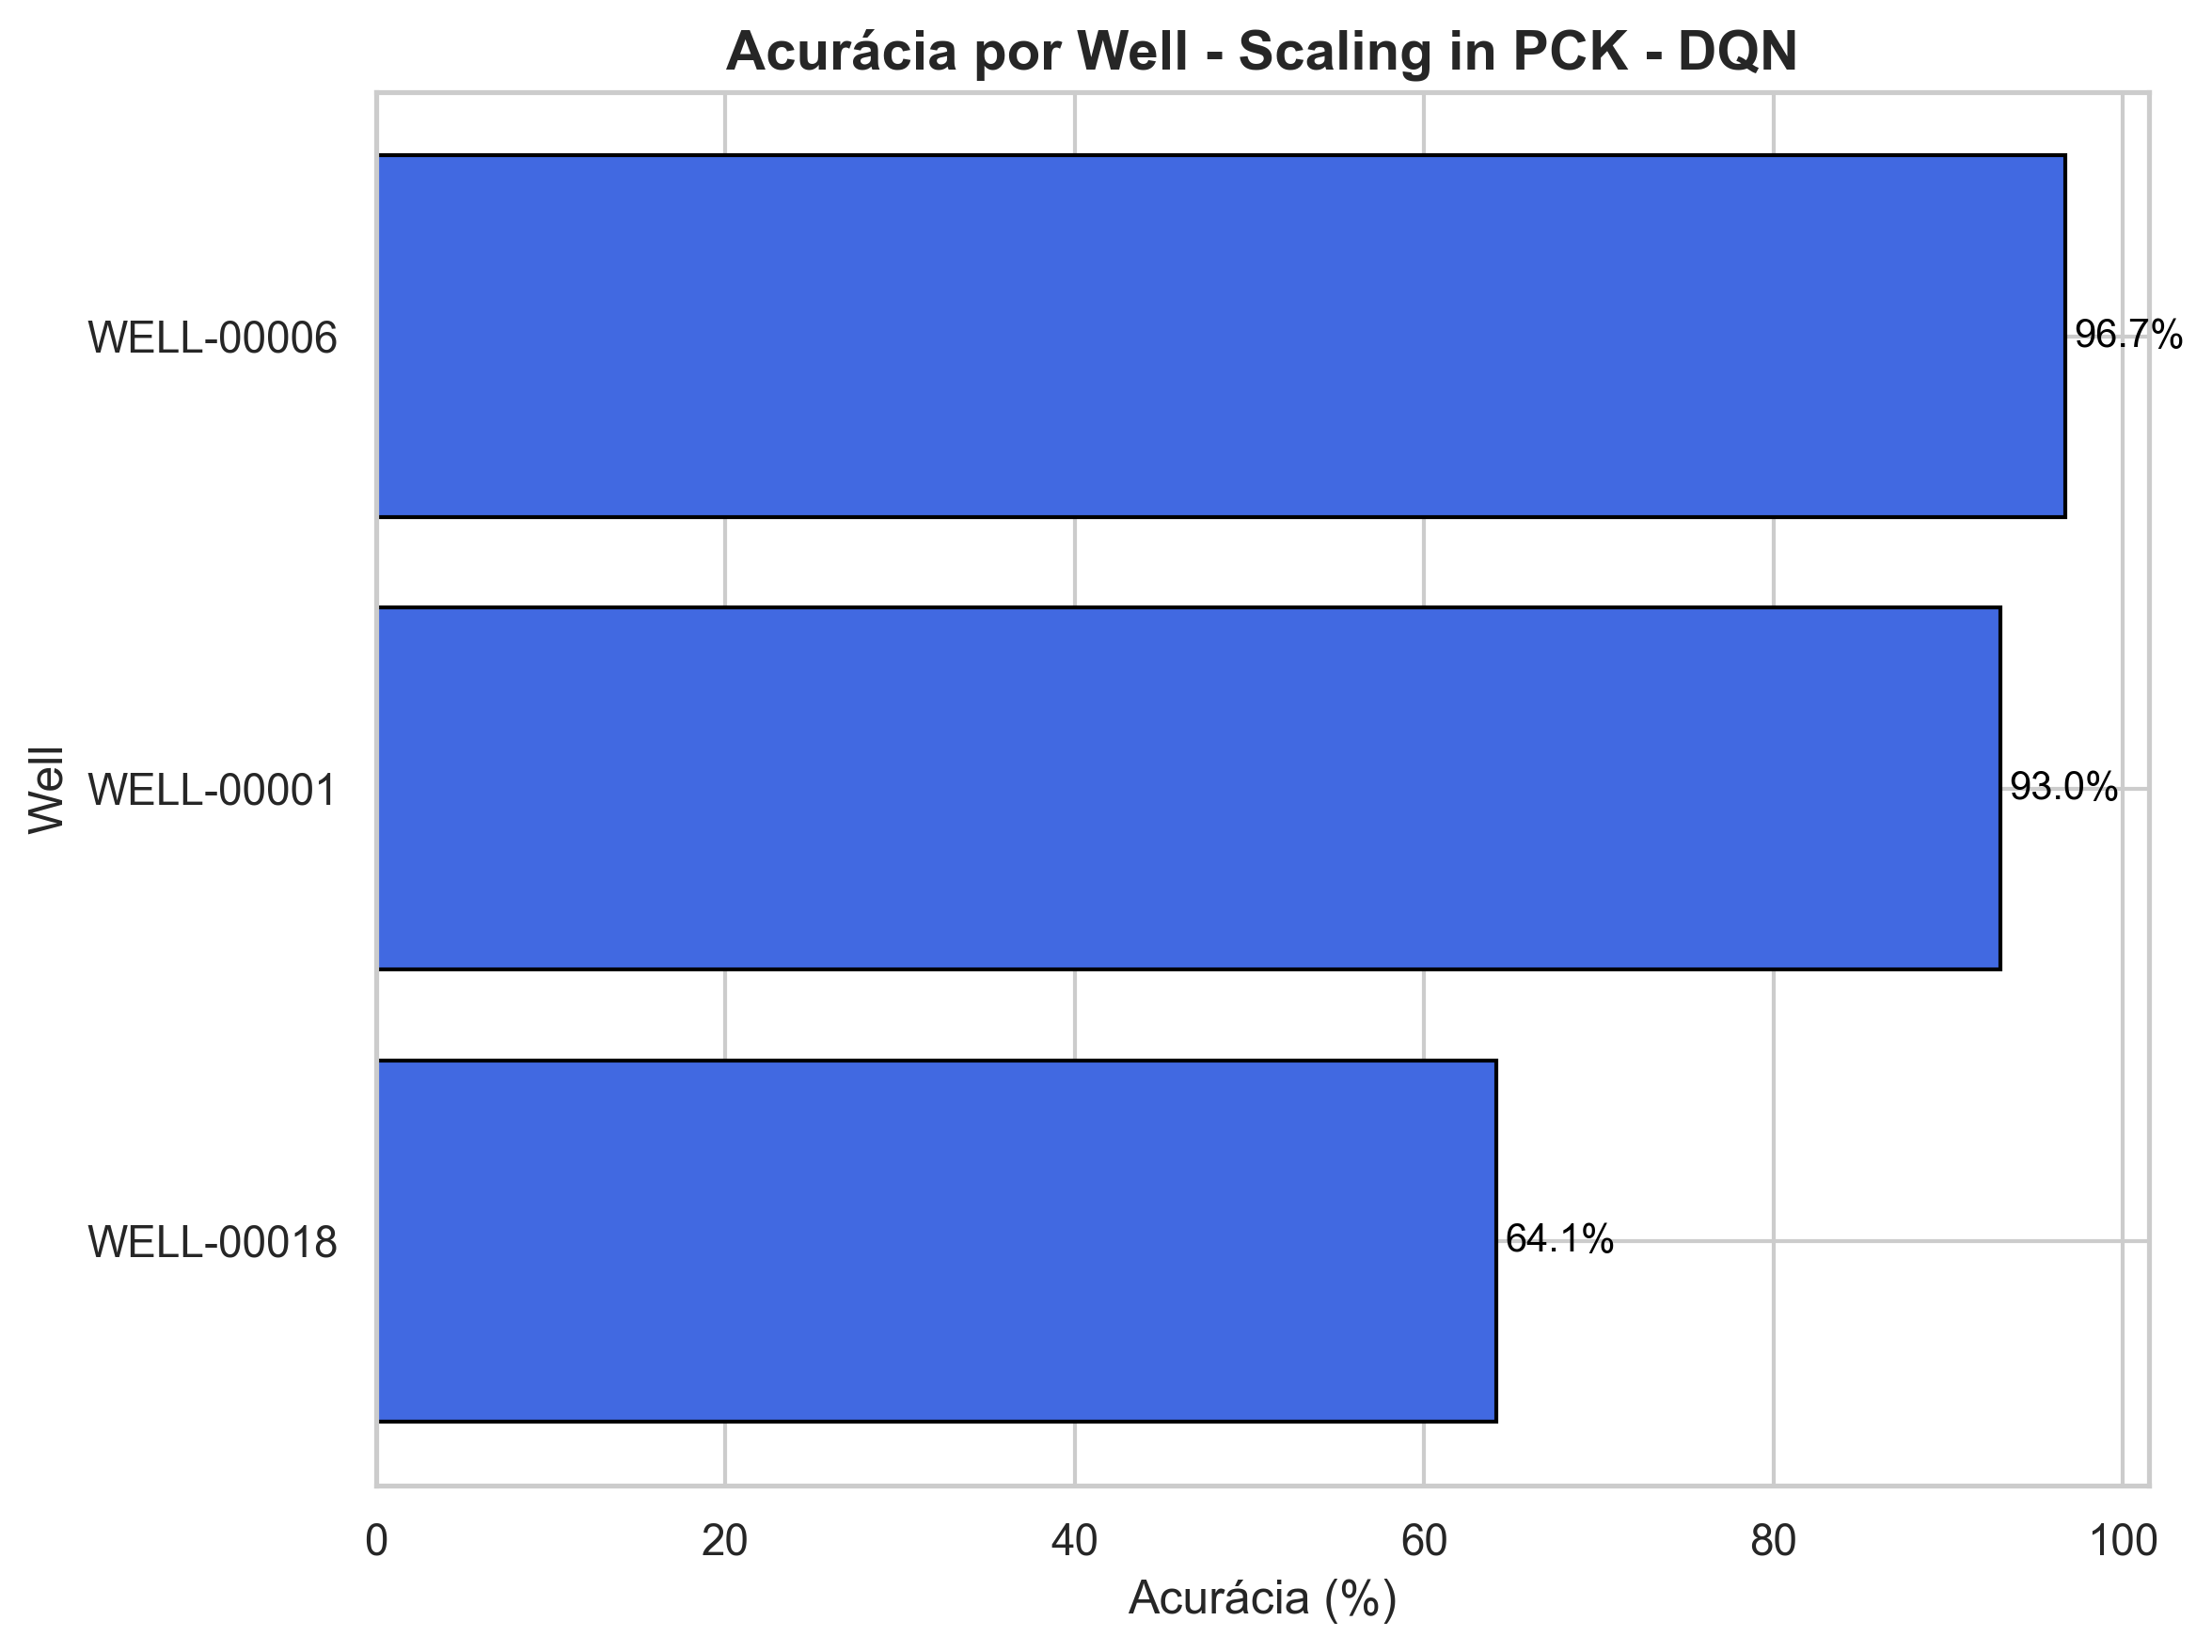 Acurácia por Well - Scaling in PCK - DQN
WELL-00006
96.7%
WELL-00001
93.0%
WELL-00018
64.1%
Well
0 20 40 60 80 100
Acurácia (%)